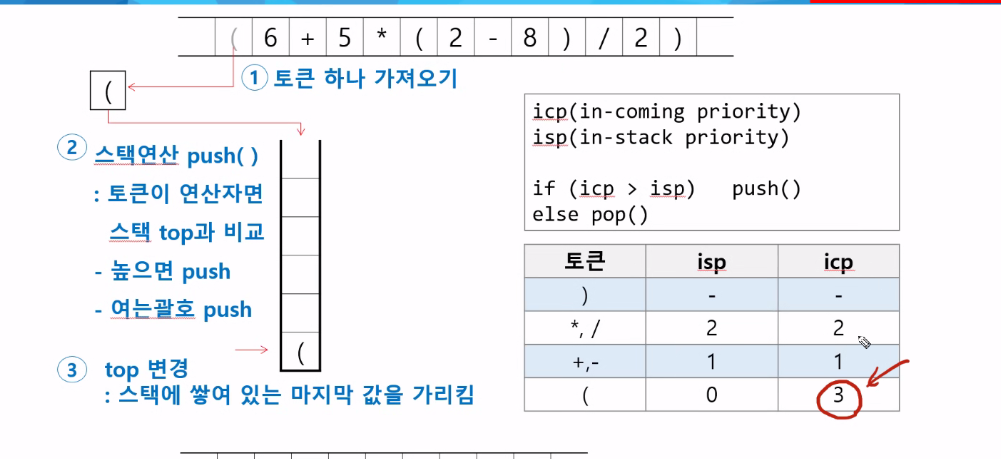 ( 6 + 5 * ( 2 - 8 ) / 2 )
① 토큰 하나 가져오기
(
② 스택연산 push( )
: 토큰이 연산자면
스택 top과 비교
- 높으면 push
- 여는괄호 push
(
③ top 변경
: 스택에 쌓여 있는 마지막 값을 가리킴
icp(in-coming priority)
isp(in-stack priority)
if (icp > isp) push()
else pop()
토큰 isp icp
) - -
*, / 2 2
+,- 1 1
( 0 3